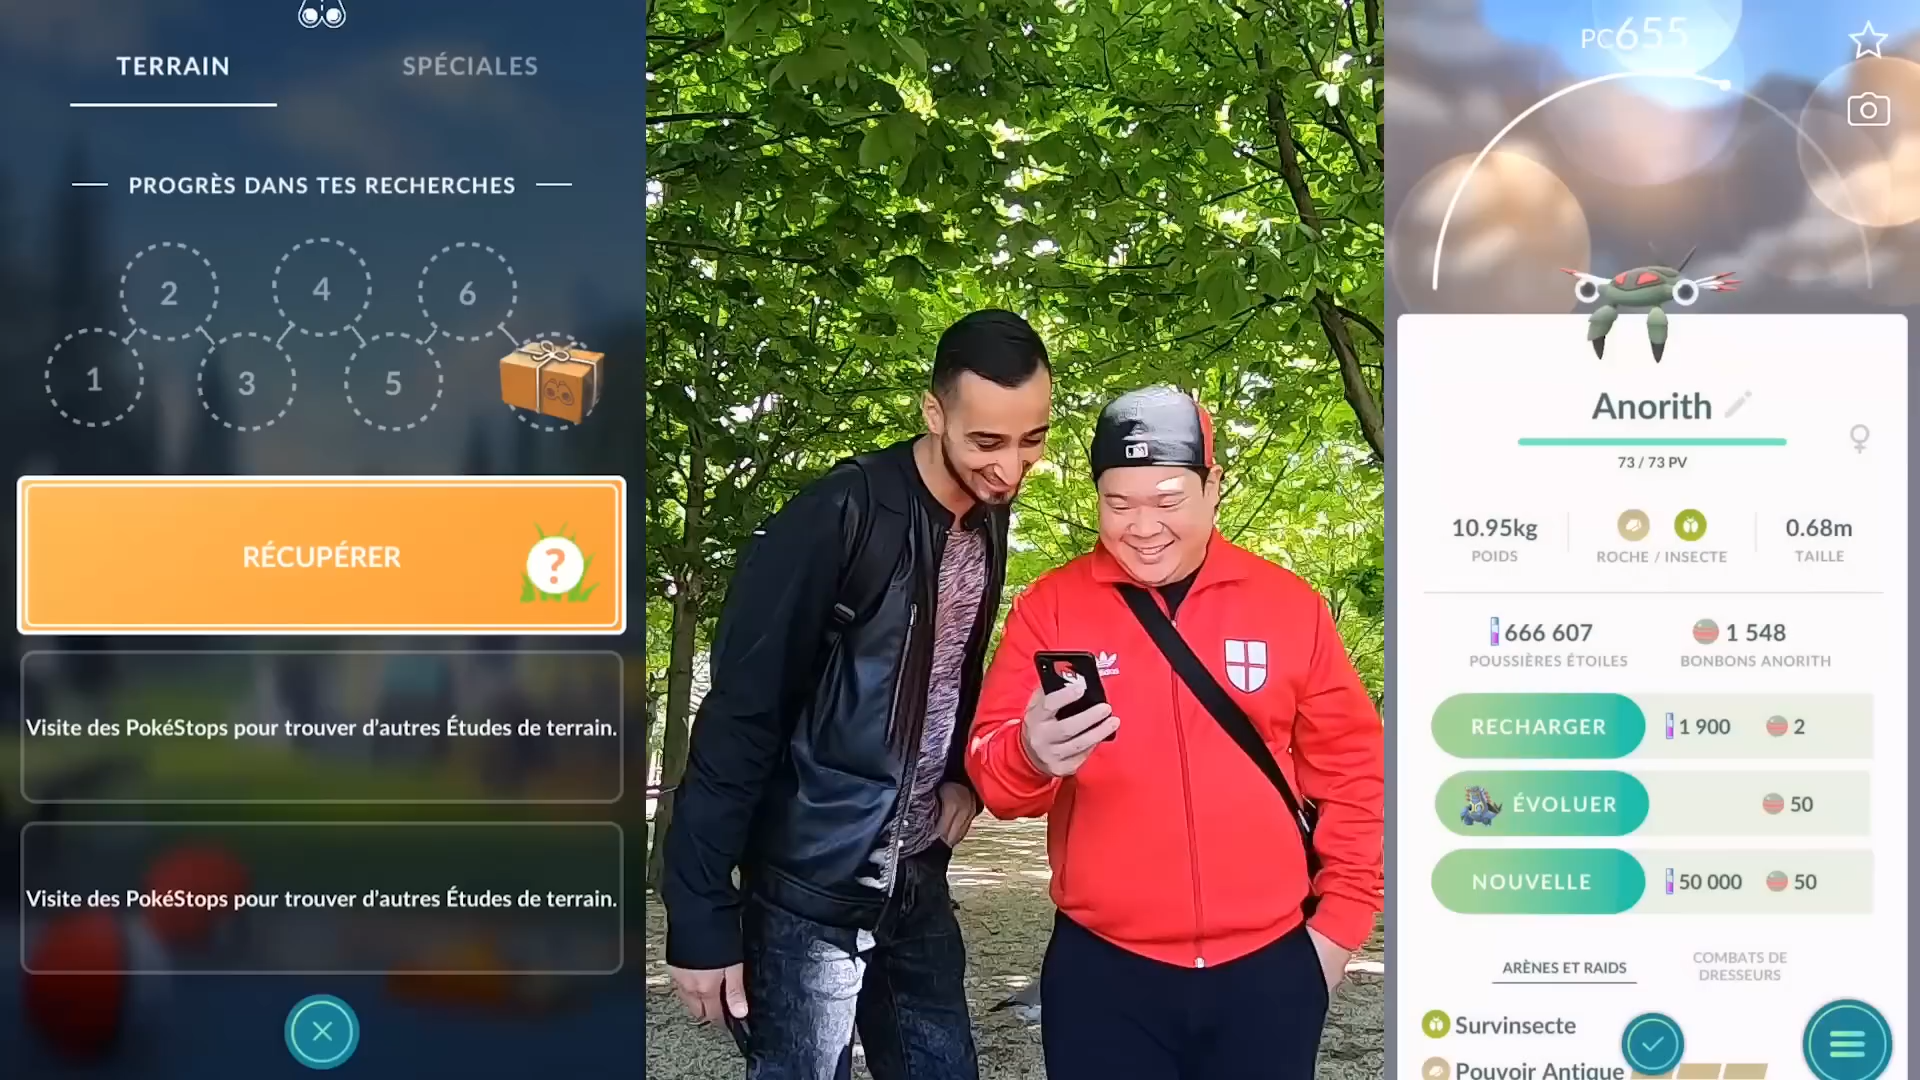 TERRAIN
SPÉCIALES
PROGRÈS DANS TES RECHERCHES
2
4
6
1
3
5
RÉCUPÉRER
?
Visite des PokéStops pour trouver d'autres Études de terrain.
Visite des PokéStops pour trouver d'autres Études de terrain.
adidas
PC655
Anorith
73 / 73 PV
10.95kg
POIDS
ROCHE / INSECTE
0.68m
TAILLE
666 607
POUSSIÈRES ÉTOILES
1 548
BONBONS ANORITH
RECHARGER
1 900
2
ÉVOLUER
50
NOUVELLE
50 000
50
ARÈNES ET RAIDS
COMBATS DE
DRESSEURS
Survinsecte
Pouvoir Antique